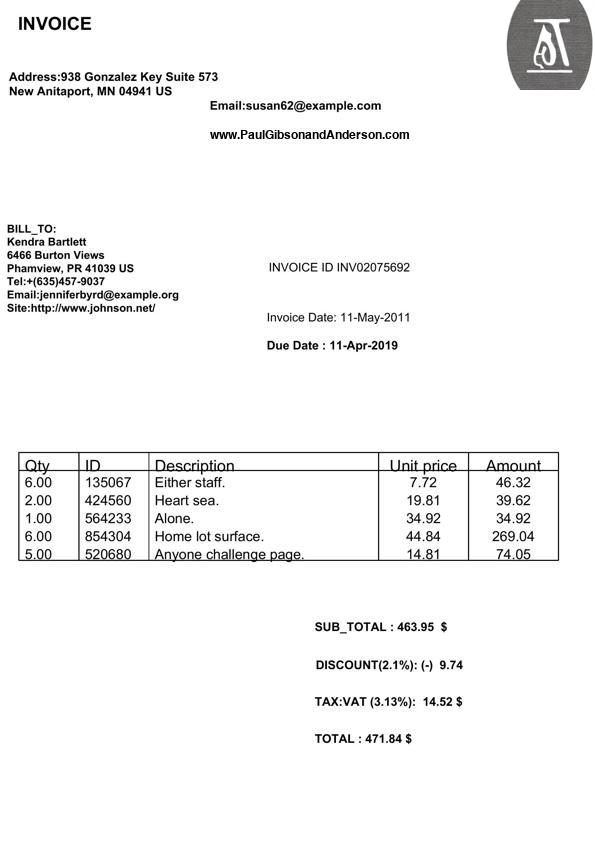 INVOICE
Address:938 Gonzalez Key Suite 573
New Anitaport, MN 04941 US
Email:susan62@example.com
www.PaulGibsonandAnderson.com
BILL_TO:
Kendra Bartlett
6466 Burton Views
Phamview, PR 41039 US
Tel:+(635)457-9037
Email:jenniferbyrd@example.org
Site:http://www.johnson.net/
INVOICE ID INV02075692
Invoice Date: 11-May-2011
Due Date : 11-Apr-2019
Qty ID Description Unit price Amount
6.00 135067 Either staff. 7.72 46.32
2.00 424560 Heart sea. 19.81 39.62
1.00 564233 Alone. 34.92 34.92
6.00 854304 Home lot surface. 44.84 269.04
5.00 520680 Anyone challenge page. 14.81 74.05
SUB_TOTAL : 463.95 $
DISCOUNT(2.1%): (-) 9.74
TAX:VAT (3.13%): 14.52 $
TOTAL : 471.84 $